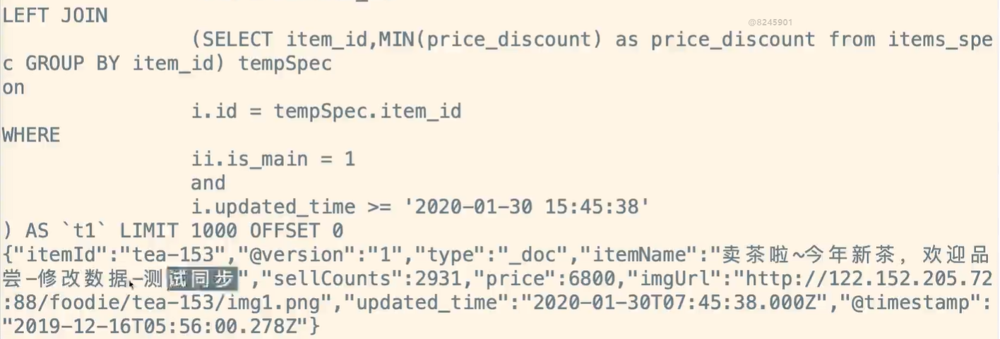 @8245901
LEFT JOIN
(SELECT item_id,MIN(price_discount) as price_discount from items_spe
c GROUP BY item_id) tempSpec
on
i.id = tempSpec.item_id
WHERE
ii.is_main = 1
and
i.updated_time >= '2020-01-30 15:45:38'
) AS `t1` LIMIT 1000 OFFSET 0
{"itemId":"tea-153","@version":"1","type":"_doc","itemName":"卖茶啦~今年新茶，欢迎品
尝-修改数据-测试同步","sellCounts":2931,"price":6800,"imgUrl":"http://122.152.205.72
:88/foodie/tea-153/img1.png","updated_time":"2020-01-30T07:45:38.000Z","@timestamp":
"2019-12-16T05:56:00.278Z"}